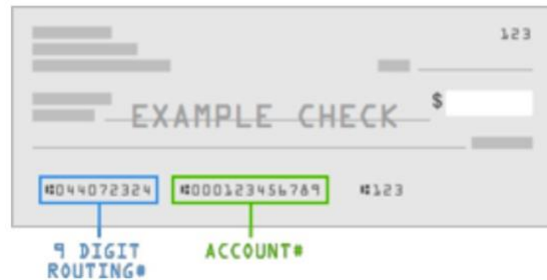 123
$
EXAMPLE CHECK
⑆044072324 ⑆000123456789 ⑆123
9 DIGIT ACCOUNT#
ROUTING#